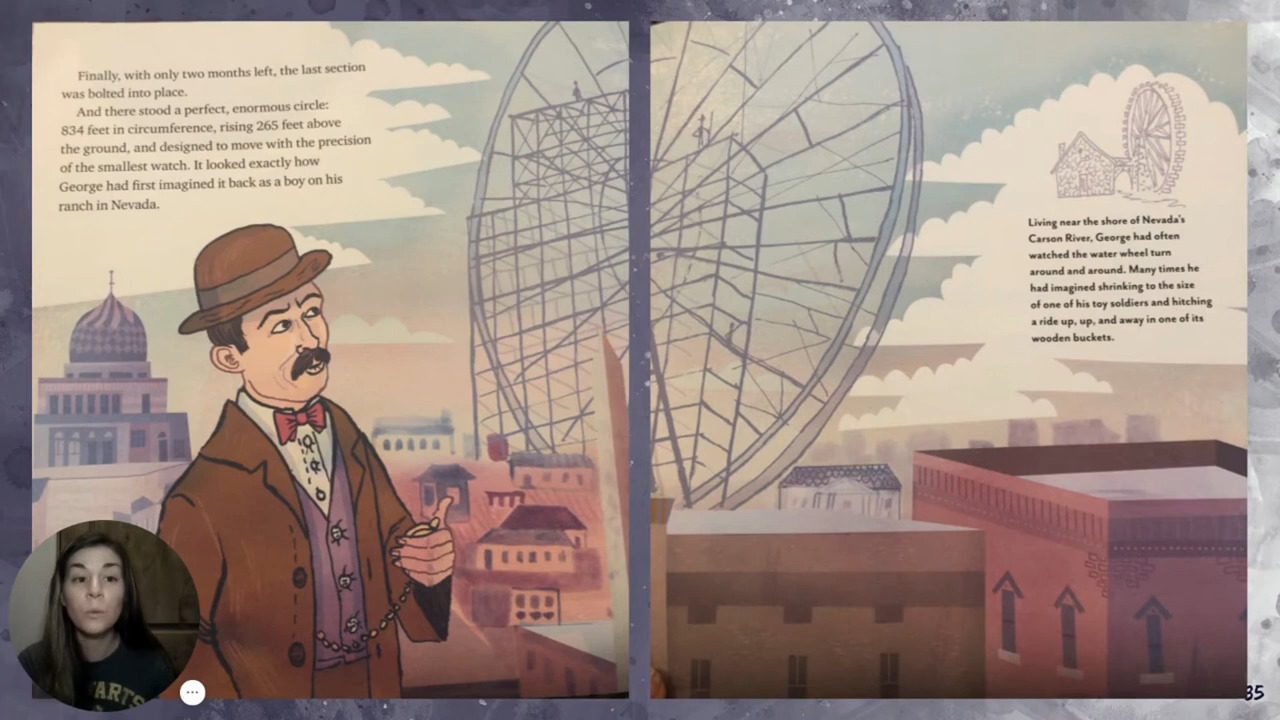 Finally, with only two months left, the last section
was bolted into place.
And there stood a perfect, enormous circle:
834 feet in circumference, rising 265 feet above
the ground, and designed to move with the precision
of the smallest watch. It looked exactly how
George had first imagined it back as a boy on his
ranch in Nevada.
Living near the shore of Nevada's
Carson River, George had often
watched the water wheel turn
around and around. Many times he
had imagined shrinking to the size
of one of his toy soldiers and hitching
a ride up, up, and away in one of its
wooden buckets.
35